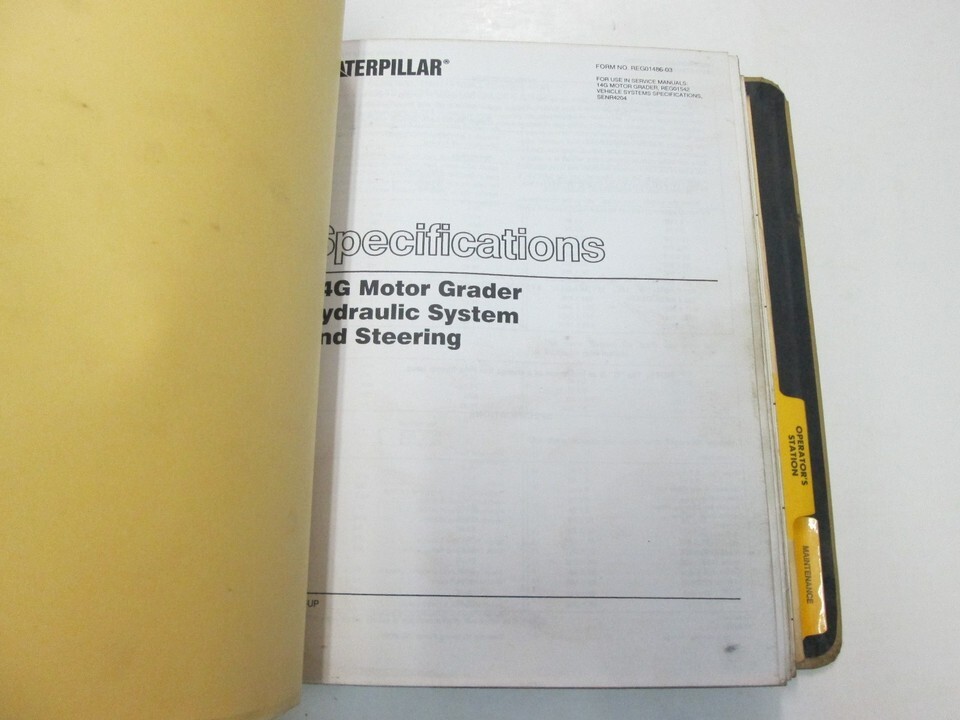 ATERPILLAR®
FORM NO. REG01486-03
FOR USE IN SERVICE MANUALS:
14G MOTOR GRADER, REG01542
VEHICLE SYSTEMS SPECIFICATIONS,
SENR4204
Specifications
4G Motor Grader
ydraulic System
nd Steering
UP
OPERATOR'S
STATION
MAINTENANCE